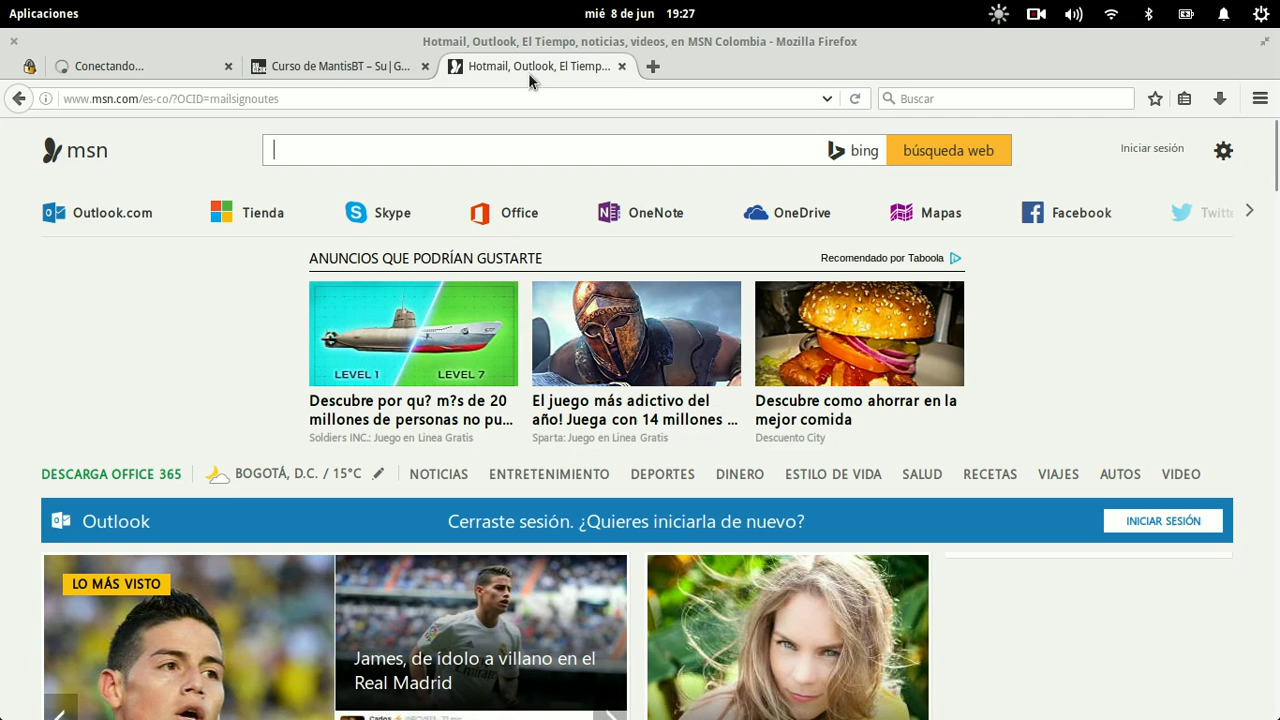 Aplicaciones
mié 8 de jun 19:27
Hotmail, Outlook, El Tiempo, noticias, videos, en MSN Colombia - Mozilla Firefox
Conectando...
Curso de MantisBT – Su|G...
Hotmail, Outlook, El Tiemp...
www.msn.com/es-co/?OCID=mailsignoutes
Buscar
msn
bing
búsqueda web
Iniciar sesión
Outlook.com
Tienda
Skype
Office
OneNote
OneDrive
Mapas
Facebook
Twitte
ANUNCIOS QUE PODRÍAN GUSTARTE
Recomendado por Taboola
LEVEL 1
LEVEL 7
Descubre por qu? m?s de 20
millones de personas no pu...
Soldiers INC.: Juego en Linea Gratis
El juego más adictivo del
año! Juega con 14 millones ...
Sparta: Juego en Linea Gratis
Descubre como ahorrar en la
mejor comida
Descuento City
DESCARGA OFFICE 365
BOGOTÁ, D.C. / 15°C
NOTICIAS
ENTRETENIMIENTO
DEPORTES
DINERO
ESTILO DE VIDA
SALUD
RECETAS
VIAJES
AUTOS
VIDEO
Outlook
Cerraste sesión. ¿Quieres iniciarla de nuevo?
INICIAR SESIÓN
LO MÁS VISTO
James, de ídolo a villano en el
Real Madrid